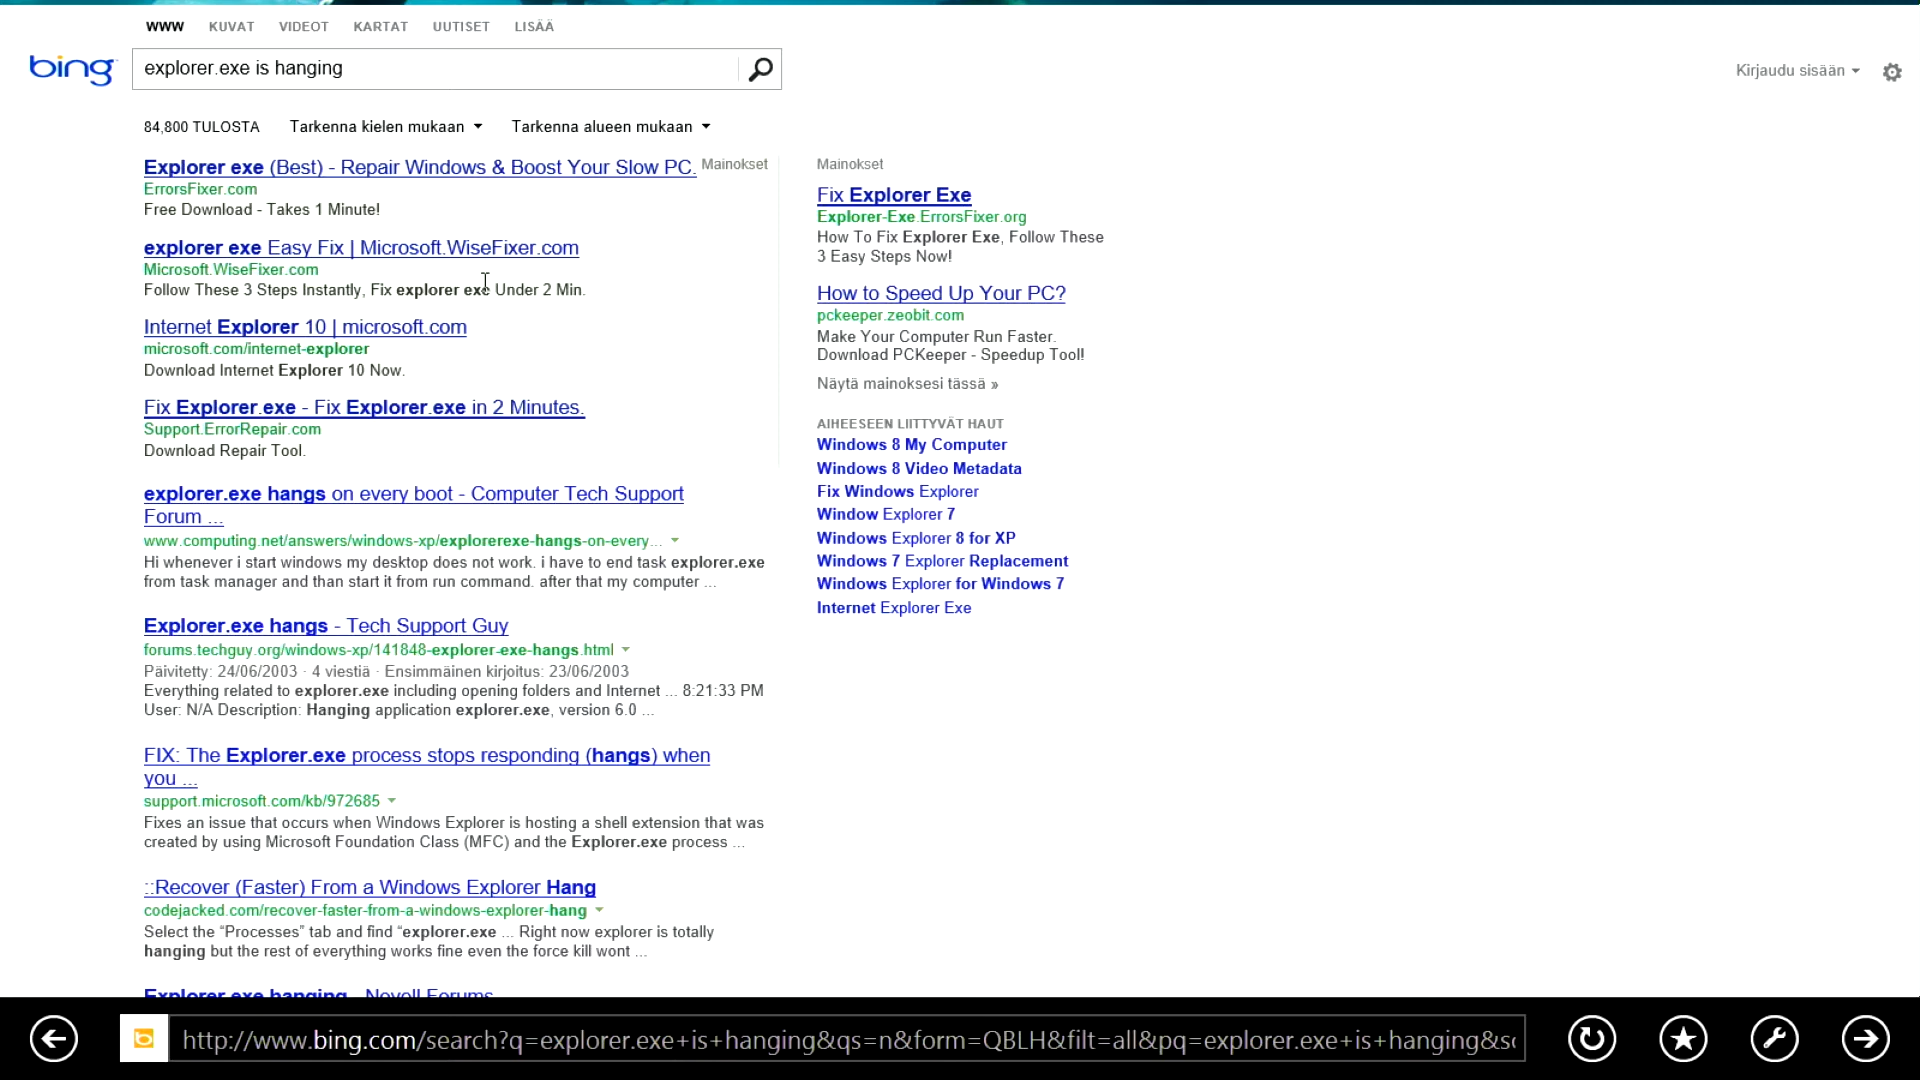 WWW KUVAT VIDEOT KARTAT UUTISET LISÄÄ
bing
explorer.exe is hanging
Kirjaudu sisään
84,800 TULOSTA Tarkenna kielen mukaan Tarkenna alueen mukaan
Explorer exe (Best) - Repair Windows & Boost Your Slow PC. Mainokset
ErrorsFixer.com
Free Download - Takes 1 Minute!
explorer exe Easy Fix | Microsoft.WiseFixer.com
Microsoft.WiseFixer.com
Follow These 3 Steps Instantly, Fix explorer exe Under 2 Min.
Internet Explorer 10 | microsoft.com
microsoft.com/internet-explorer
Download Internet Explorer 10 Now.
Fix Explorer.exe - Fix Explorer.exe in 2 Minutes.
Support.ErrorRepair.com
Download Repair Tool.
explorer.exe hangs on every boot - Computer Tech Support
Forum ...
www.computing.net/answers/windows-xp/explorerexe-hangs-on-every...
Hi whenever i start windows my desktop does not work. i have to end task explorer.exe
from task manager and than start it from run command. after that my computer ...
Explorer.exe hangs - Tech Support Guy
forums.techguy.org/windows-xp/141848-explorer-exe-hangs.html
Päivitetty: 24/06/2003 · 4 viestiä · Ensimmäinen kirjoitus: 23/06/2003
Everything related to explorer.exe including opening folders and Internet ... 8:21:33 PM
User: N/A Description: Hanging application explorer.exe, version 6.0 ...
FIX: The Explorer.exe process stops responding (hangs) when
you ...
support.microsoft.com/kb/972685
Fixes an issue that occurs when Windows Explorer is hosting a shell extension that was
created by using Microsoft Foundation Class (MFC) and the Explorer.exe process ...
::Recover (Faster) From a Windows Explorer Hang
codejacked.com/recover-faster-from-a-windows-explorer-hang
Select the “Processes” tab and find “explorer.exe ... Right now explorer is totally
hanging but the rest of everything works fine even the force kill wont ...
Explorer.exe hanging - Novell Forums
Mainokset
Fix Explorer Exe
Explorer-Exe.ErrorsFixer.org
How To Fix Explorer Exe, Follow These
3 Easy Steps Now!
How to Speed Up Your PC?
pckeeper.zeobit.com
Make Your Computer Run Faster.
Download PCKeeper - Speedup Tool!
Näytä mainoksesi tässä »
AIHEESEEN LIITTYVÄT HAUT
Windows 8 My Computer
Windows 8 Video Metadata
Fix Windows Explorer
Window Explorer 7
Windows Explorer 8 for XP
Windows 7 Explorer Replacement
Windows Explorer for Windows 7
Internet Explorer Exe
http://www.bing.com/search?q=explorer.exe+is+hanging&qs=n&form=QBLH&filt=all&pq=explorer.exe+is+hanging&sc